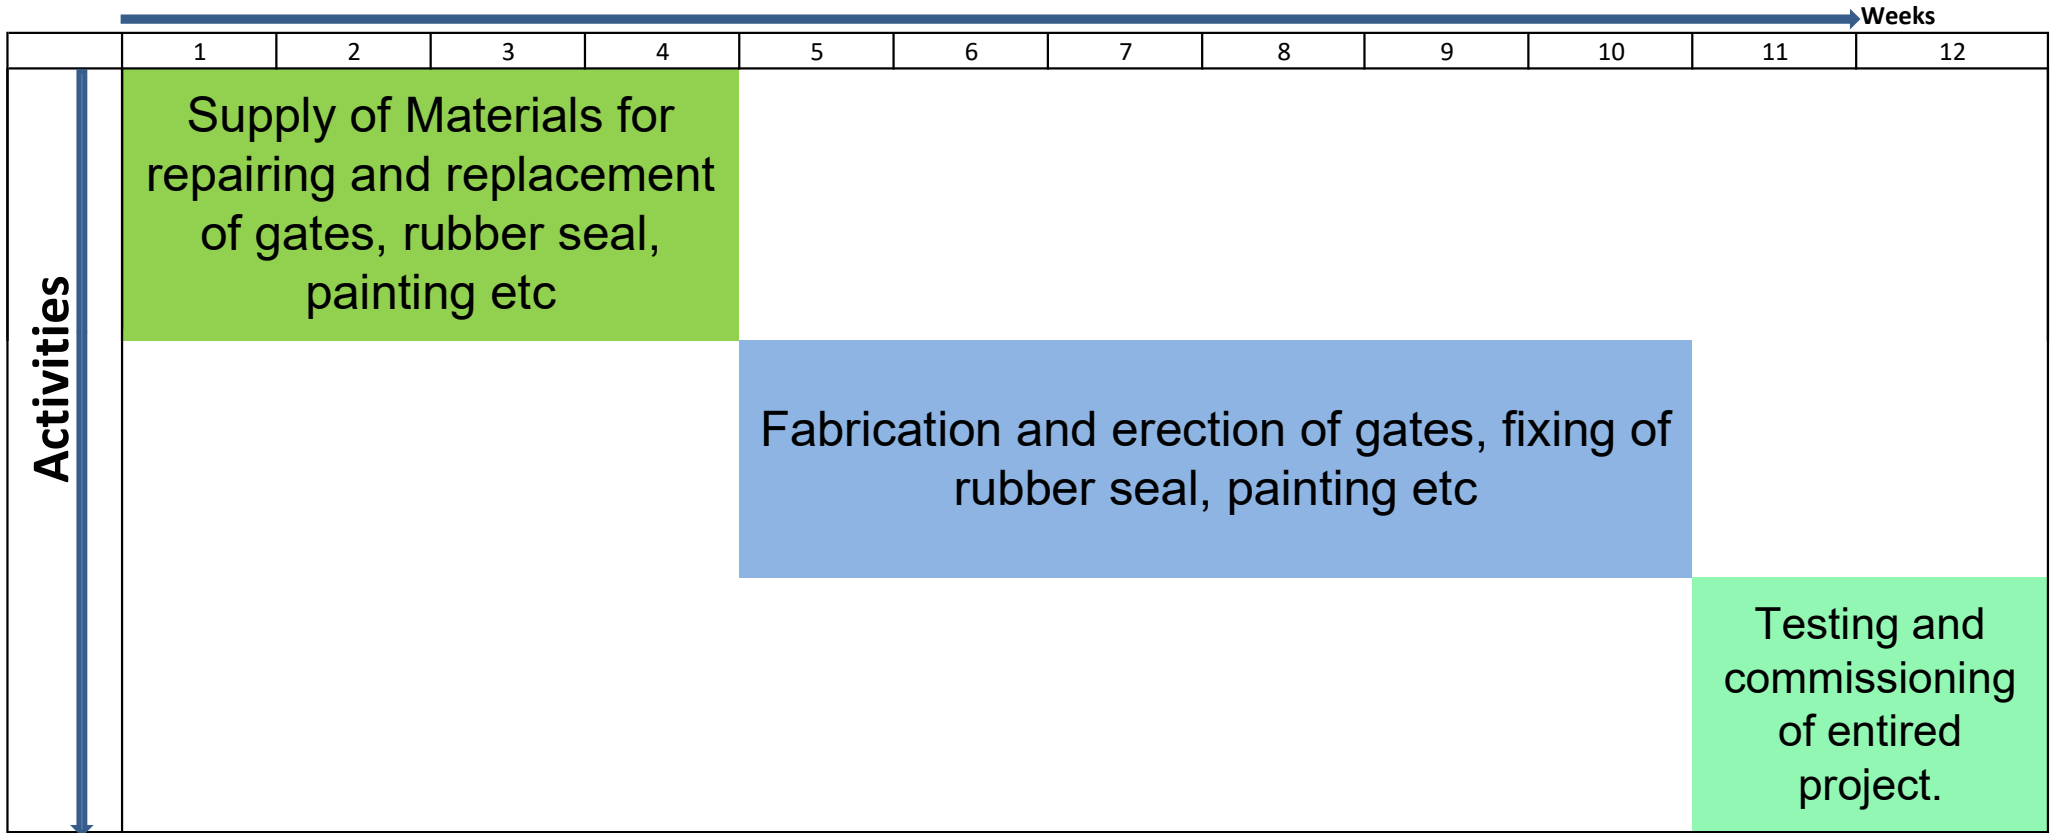 Weeks
1 2 3 4 5 6 7 8 9 10 11 12
Activities
Supply of Materials for
repairing and replacement
of gates, rubber seal,
painting etc
Fabrication and erection of gates, fixing of
rubber seal, painting etc
Testing and
commissioning
of entired
project.